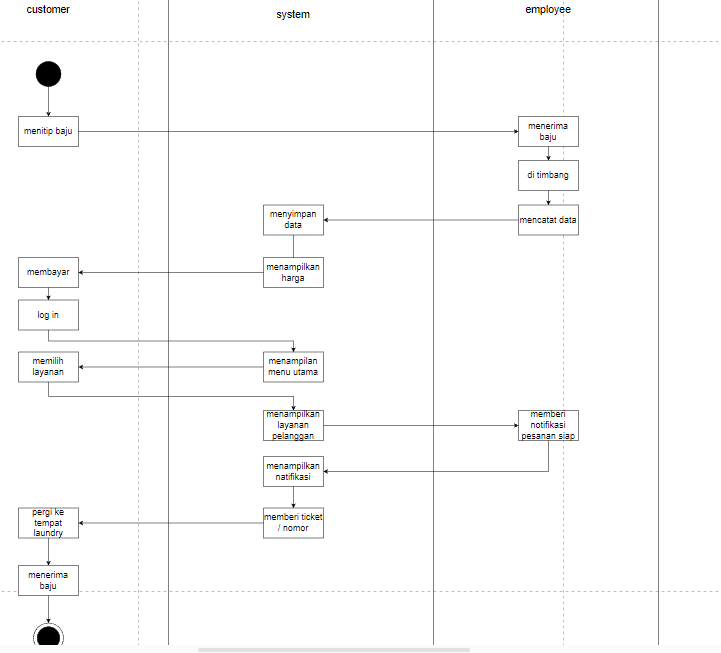 customer
system
employee
menitip baju
menerima
baju
di timbang
mencatat data
menyimpan
data
menampilkan
harga
membayar
log in
menampilan
menu utama
memilih
layanan
menampilkan
layanan
pelanggan
memberi
notifikasi
pesanan siap
menampilkan
natifikasi
memberi ticket
/ nomor
pergi ke
tempat
laundry
menerima
baju